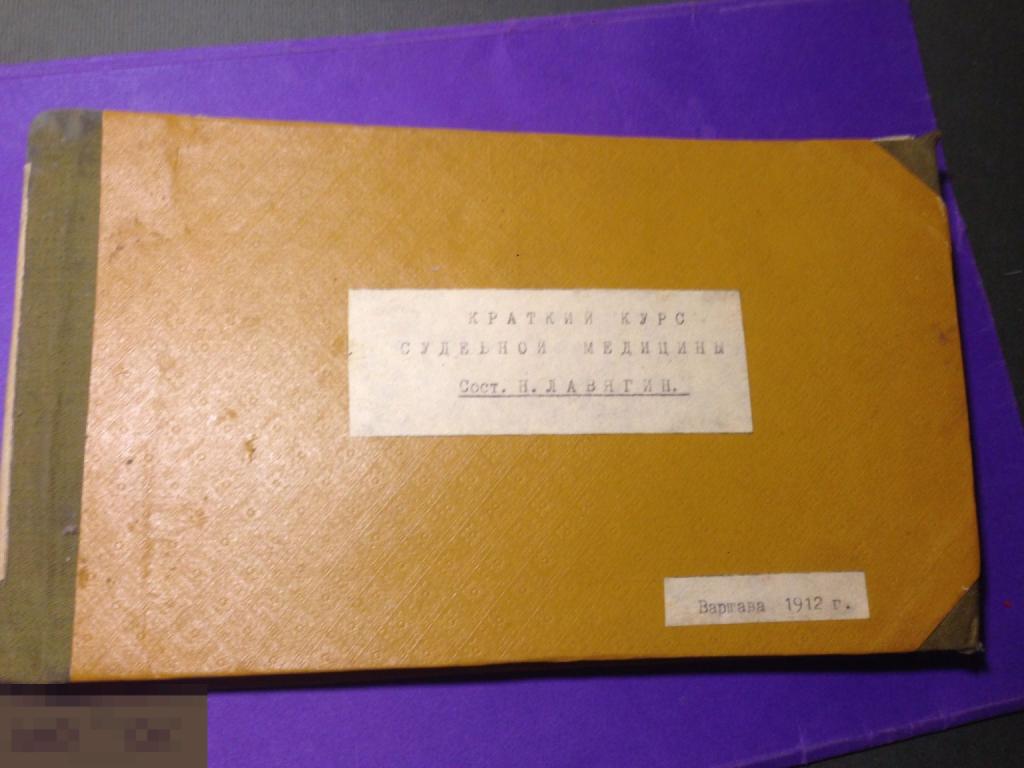 КРАТКИЙ КУРС
СУДЕБНОЙ МЕДИЦИНЫ
Сост. Н.ЛАВЯГИН.
Варшава 1912 г.